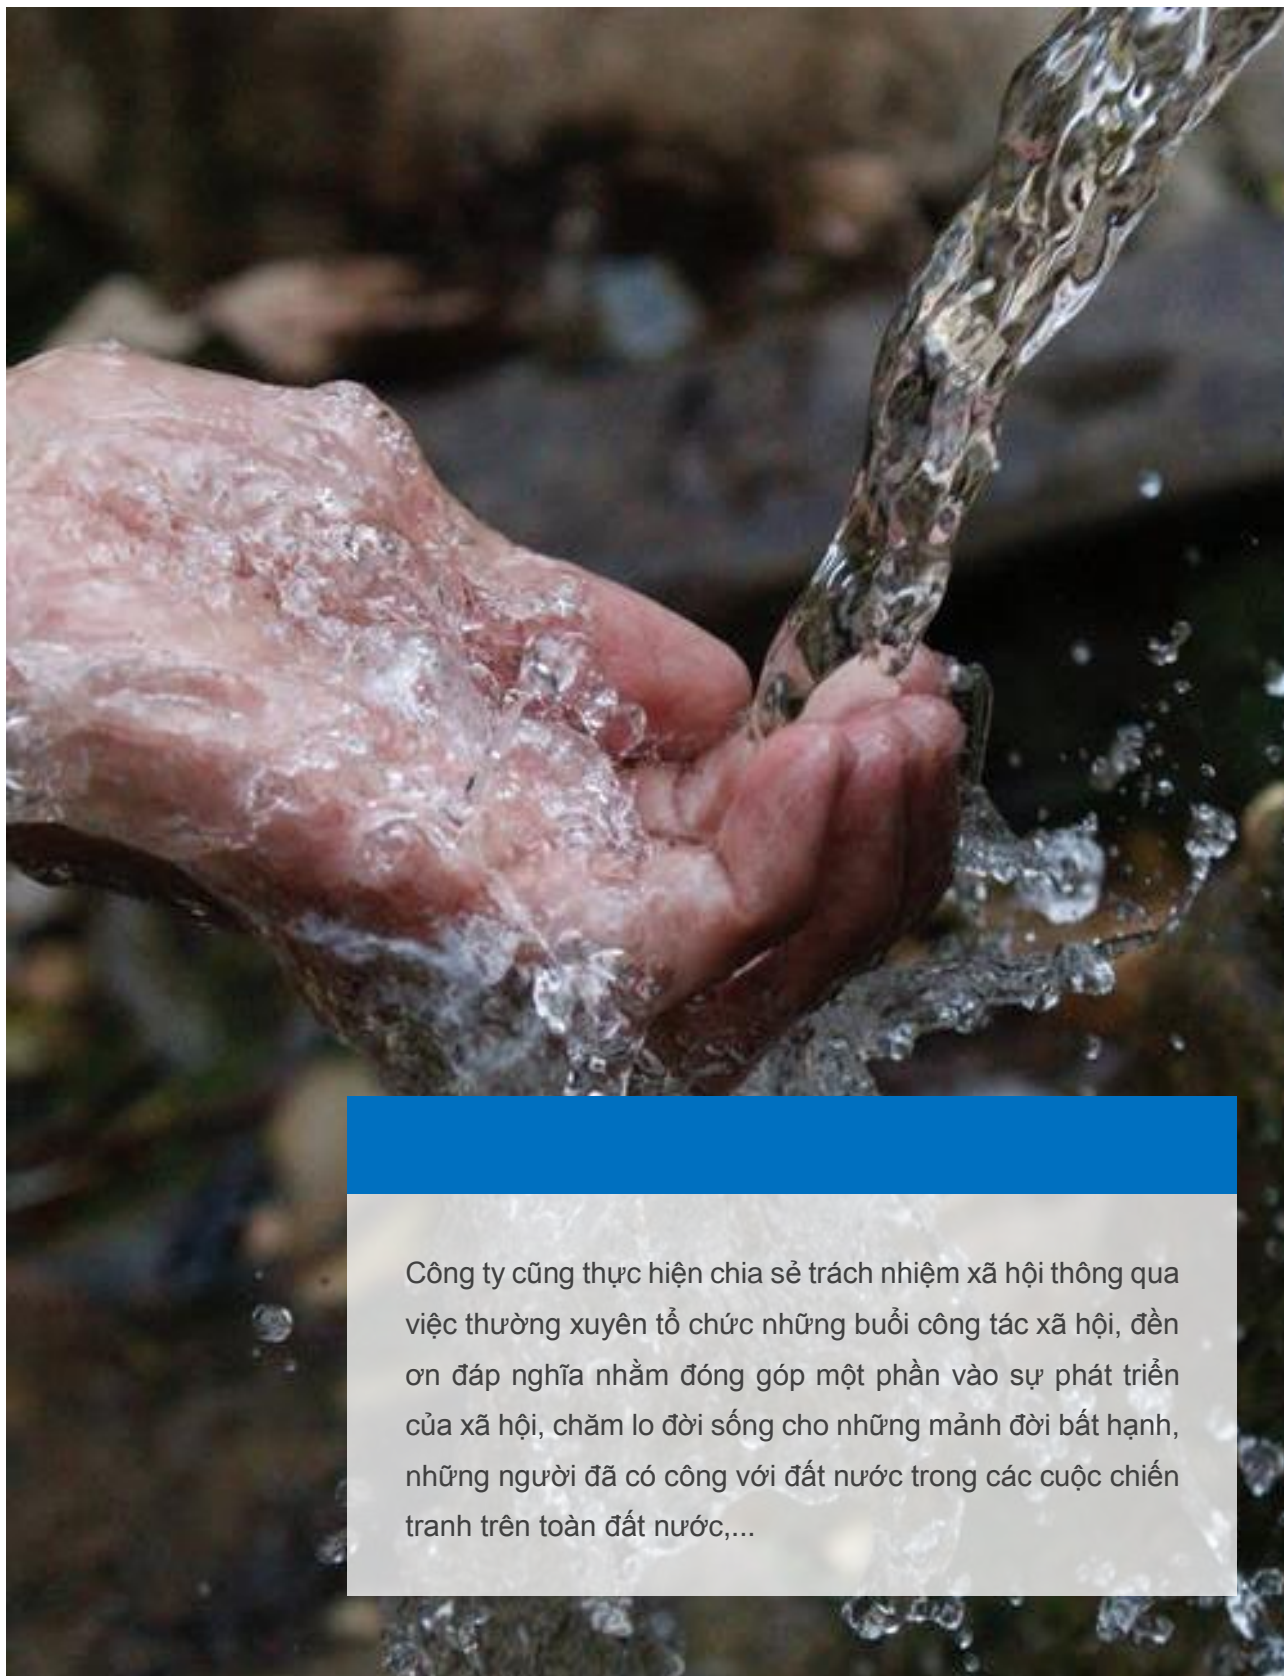 Công ty cũng thực hiện chia sẻ trách nhiệm xã hội thông qua
việc thường xuyên tổ chức những buổi công tác xã hội, đền
ơn đáp nghĩa nhằm đóng góp một phần vào sự phát triển
của xã hội, chăm lo đời sống cho những mảnh đời bất hạnh,
những người đã có công với đất nước trong các cuộc chiến
tranh trên toàn đất nước,...